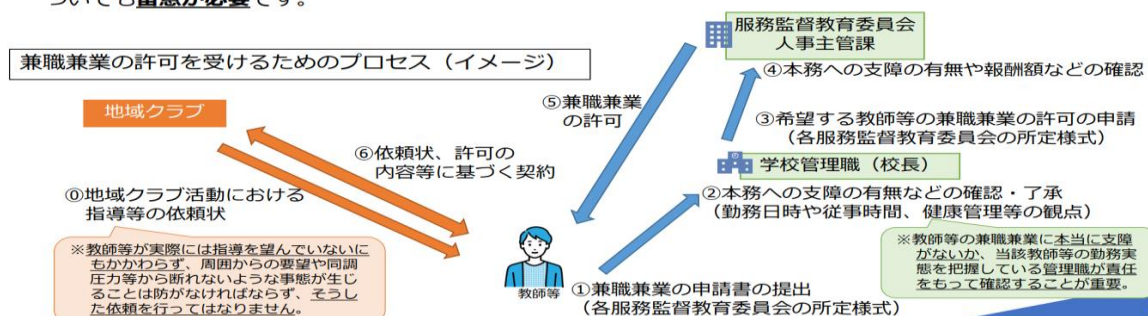 ついても留意が必要です。
兼職兼業の許可を受けるためのプロセス（イメージ）
服務監督教育委員会
人事主管課
④本務への支障の有無や報酬額などの確認
地域クラブ
⑤兼職兼業
の許可
③希望する教師等の兼職兼業の許可の申請
（各服務監督教育委員会の所定様式）
⑥依頼状、許可の
内容等に基づく契約
学校管理職（校長）
⓪地域クラブ活動における
指導等の依頼状
②本務への支障の有無などの確認・了承
（勤務日時や従事時間、健康管理等の観点）
※教師等が実際には指導を望んでいないに
もかかわらず、周囲からの要望や同調
圧力等から断れないような事態が生じ
ることは防がなければならず、そうし
た依頼を行ってはなりません。
※教師等の兼職兼業に本当に支障
がないか、当該教師等の勤務実
態を把握している管理職が責任
をもって確認することが重要。
教師等
①兼職兼業の申請書の提出
（各服務監督教育委員会の所定様式）